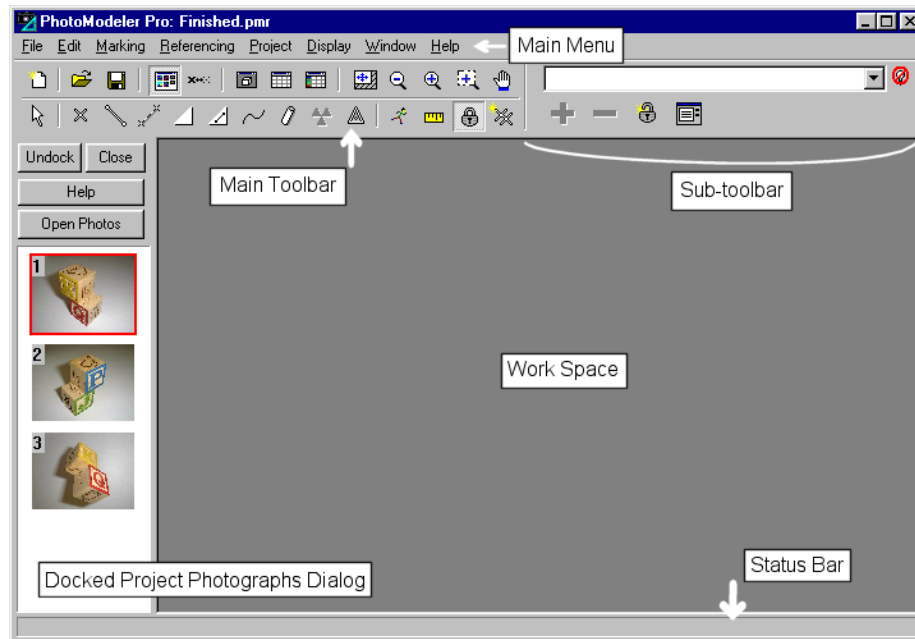 PhotoModeler Pro: Finished.pmr
File Edit Marking Referencing Project Display Window Help
Main Menu
Undock Close
Help
Open Photos
Main Toolbar
Sub-toolbar
1
2
3
Work Space
Docked Project Photographs Dialog
Status Bar